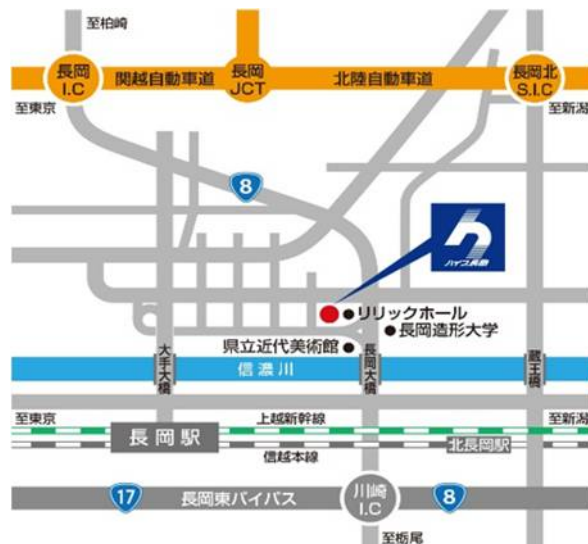 至柏崎
長岡
I.C
関越自動車道
長岡
JCT
北陸自動車道
長岡北
S.I.C
至東京
至新潟
8
ハイブ長岡
リリックホール
長岡造形大学
県立近代美術館
大手大橋
信濃川
長岡大橋
蔵王橋
至東京
上越新幹線
至新潟
長岡駅
北長岡駅
信越本線
17
長岡東バイパス
川崎
I.C
8
至栃尾